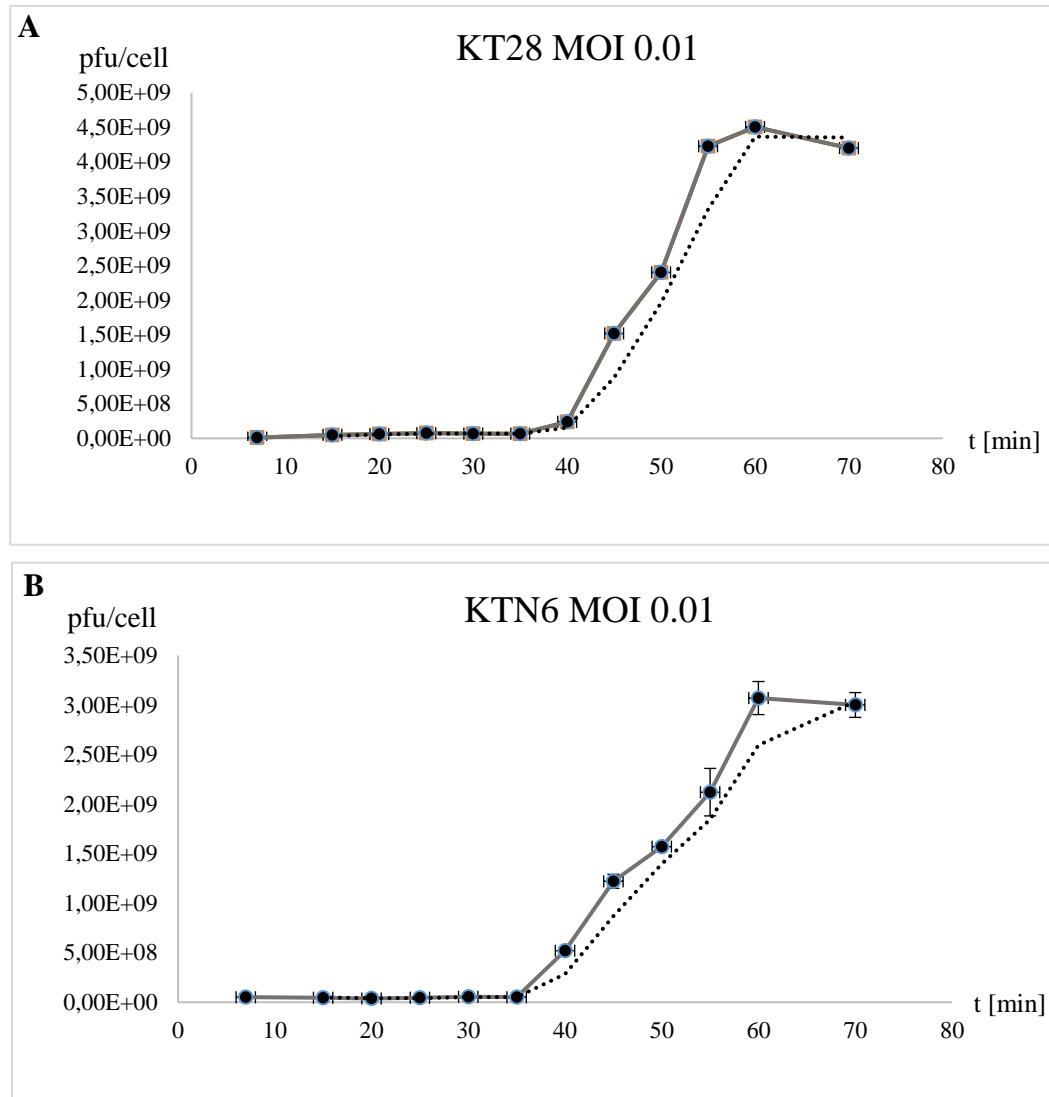 A
KT28 MOI 0.01
pfu/cell
5,00E+09
4,50E+09
4,00E+09
3,50E+09
3,00E+09
2,50E+09
2,00E+09
1,50E+09
1,00E+09
5,00E+08
0,00E+00
0 10 20 30 40 50 60 70 80
t [min]
B
KTN6 MOI 0.01
pfu/cell
3,50E+09
3,00E+09
2,50E+09
2,00E+09
1,50E+09
1,00E+09
5,00E+08
0,00E+00
0 10 20 30 40 50 60 70 80
t [min]